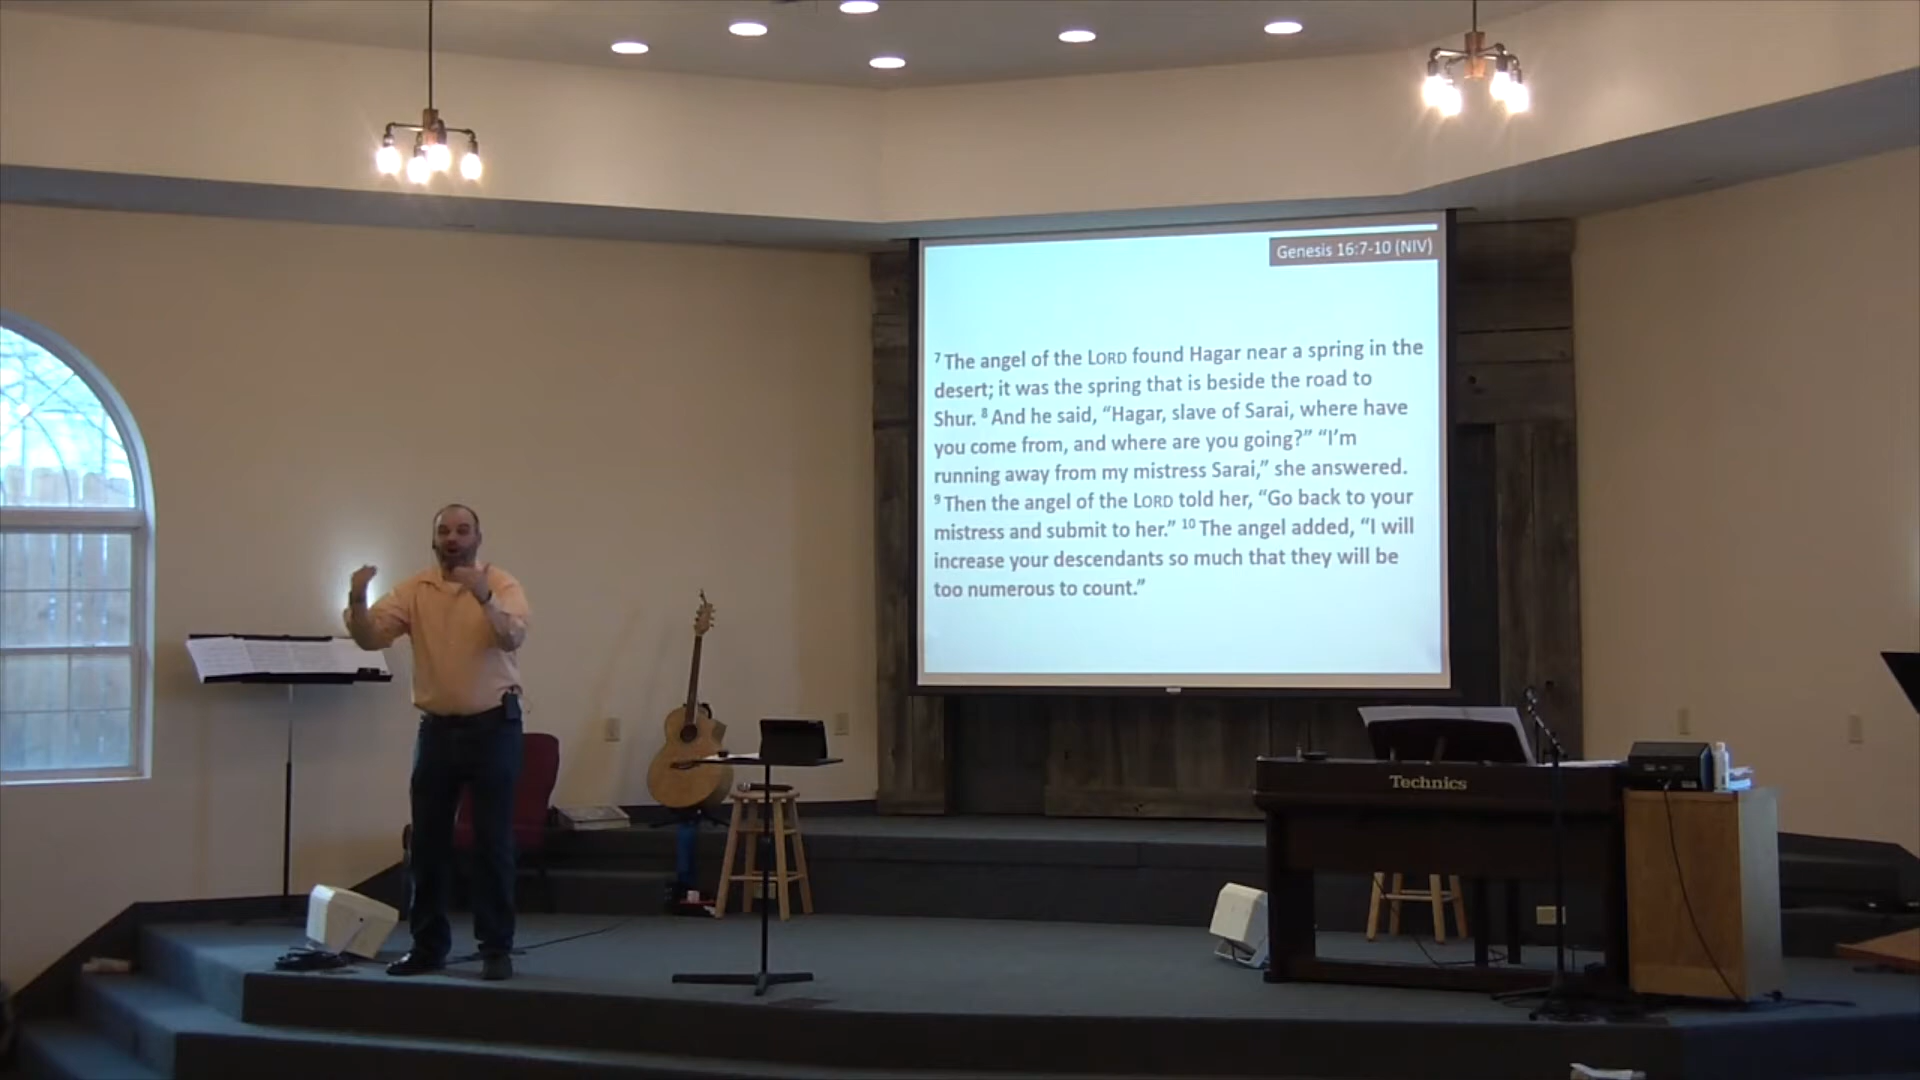 Genesis 16:7-10 (NIV)
⁷ The angel of the LORD found Hagar near a spring in the
desert; it was the spring that is beside the road to
Shur. ⁸ And he said, “Hagar, slave of Sarai, where have
you come from, and where are you going?” “I’m
running away from my mistress Sarai,” she answered.
⁹ Then the angel of the LORD told her, “Go back to your
mistress and submit to her.” ¹⁰ The angel added, “I will
increase your descendants so much that they will be
too numerous to count.”
Technics